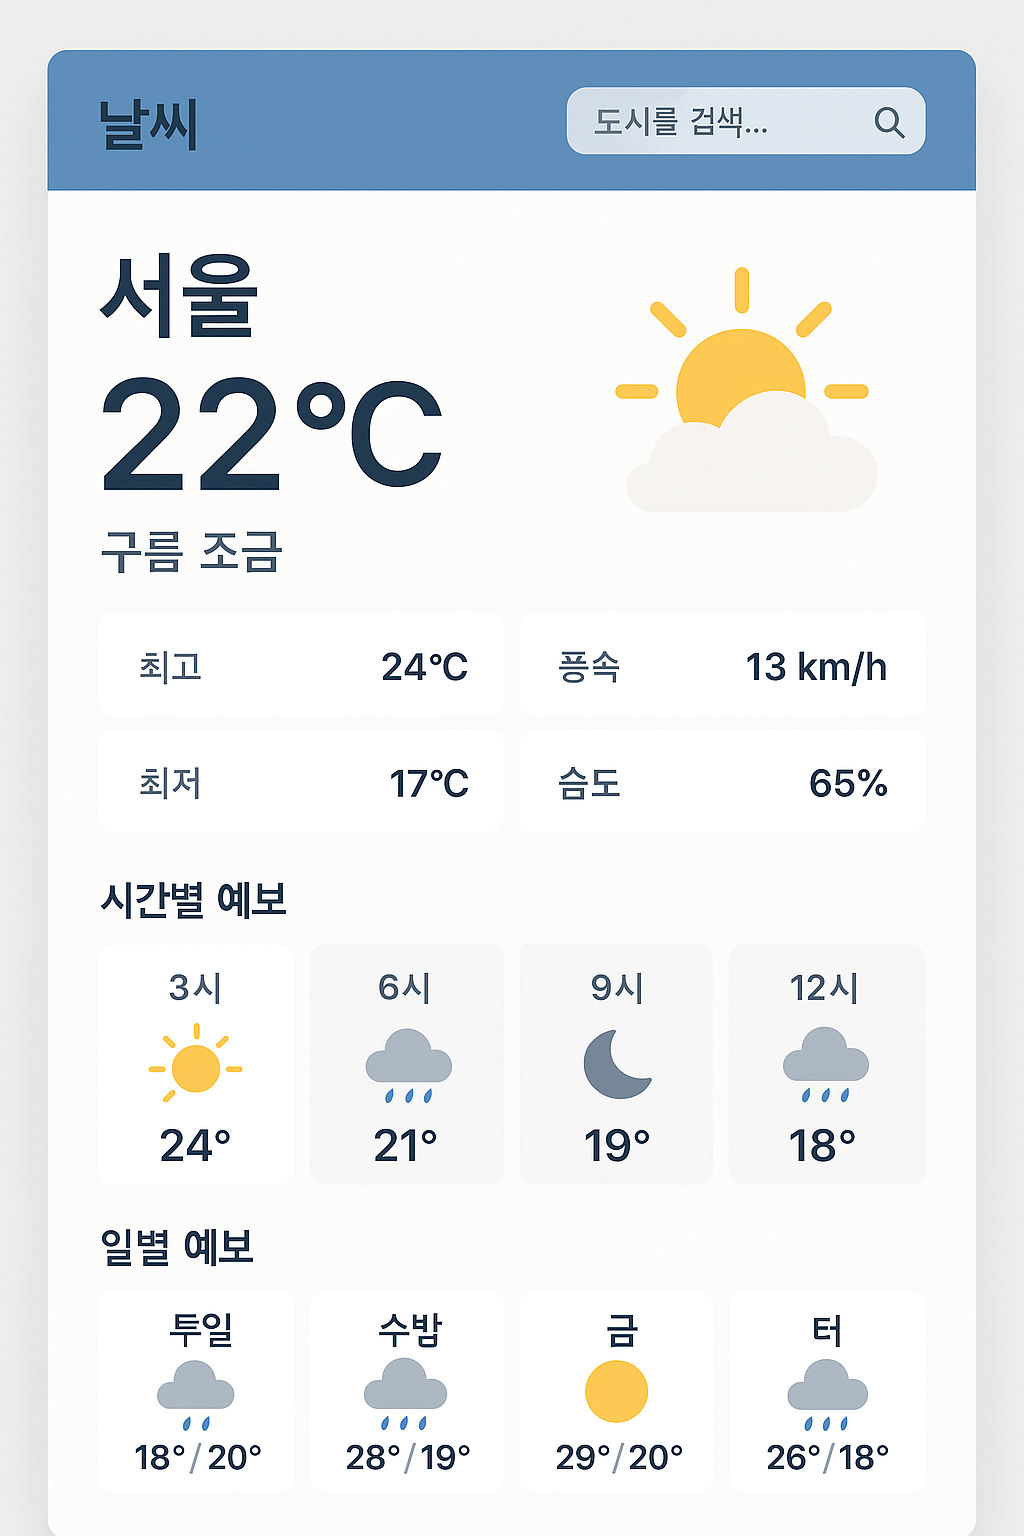 날씨
도시를 검색...
서울
22°C
구름 조금
최고 24°C
풍속 13 km/h
최저 17°C
슴도 65%
시간별 예보
3시 6시 9시 12시
24° 21° 19° 18°
일별 예보
투일 수밤 금 터
18°/20° 28°/19° 29°/20° 26°/18°